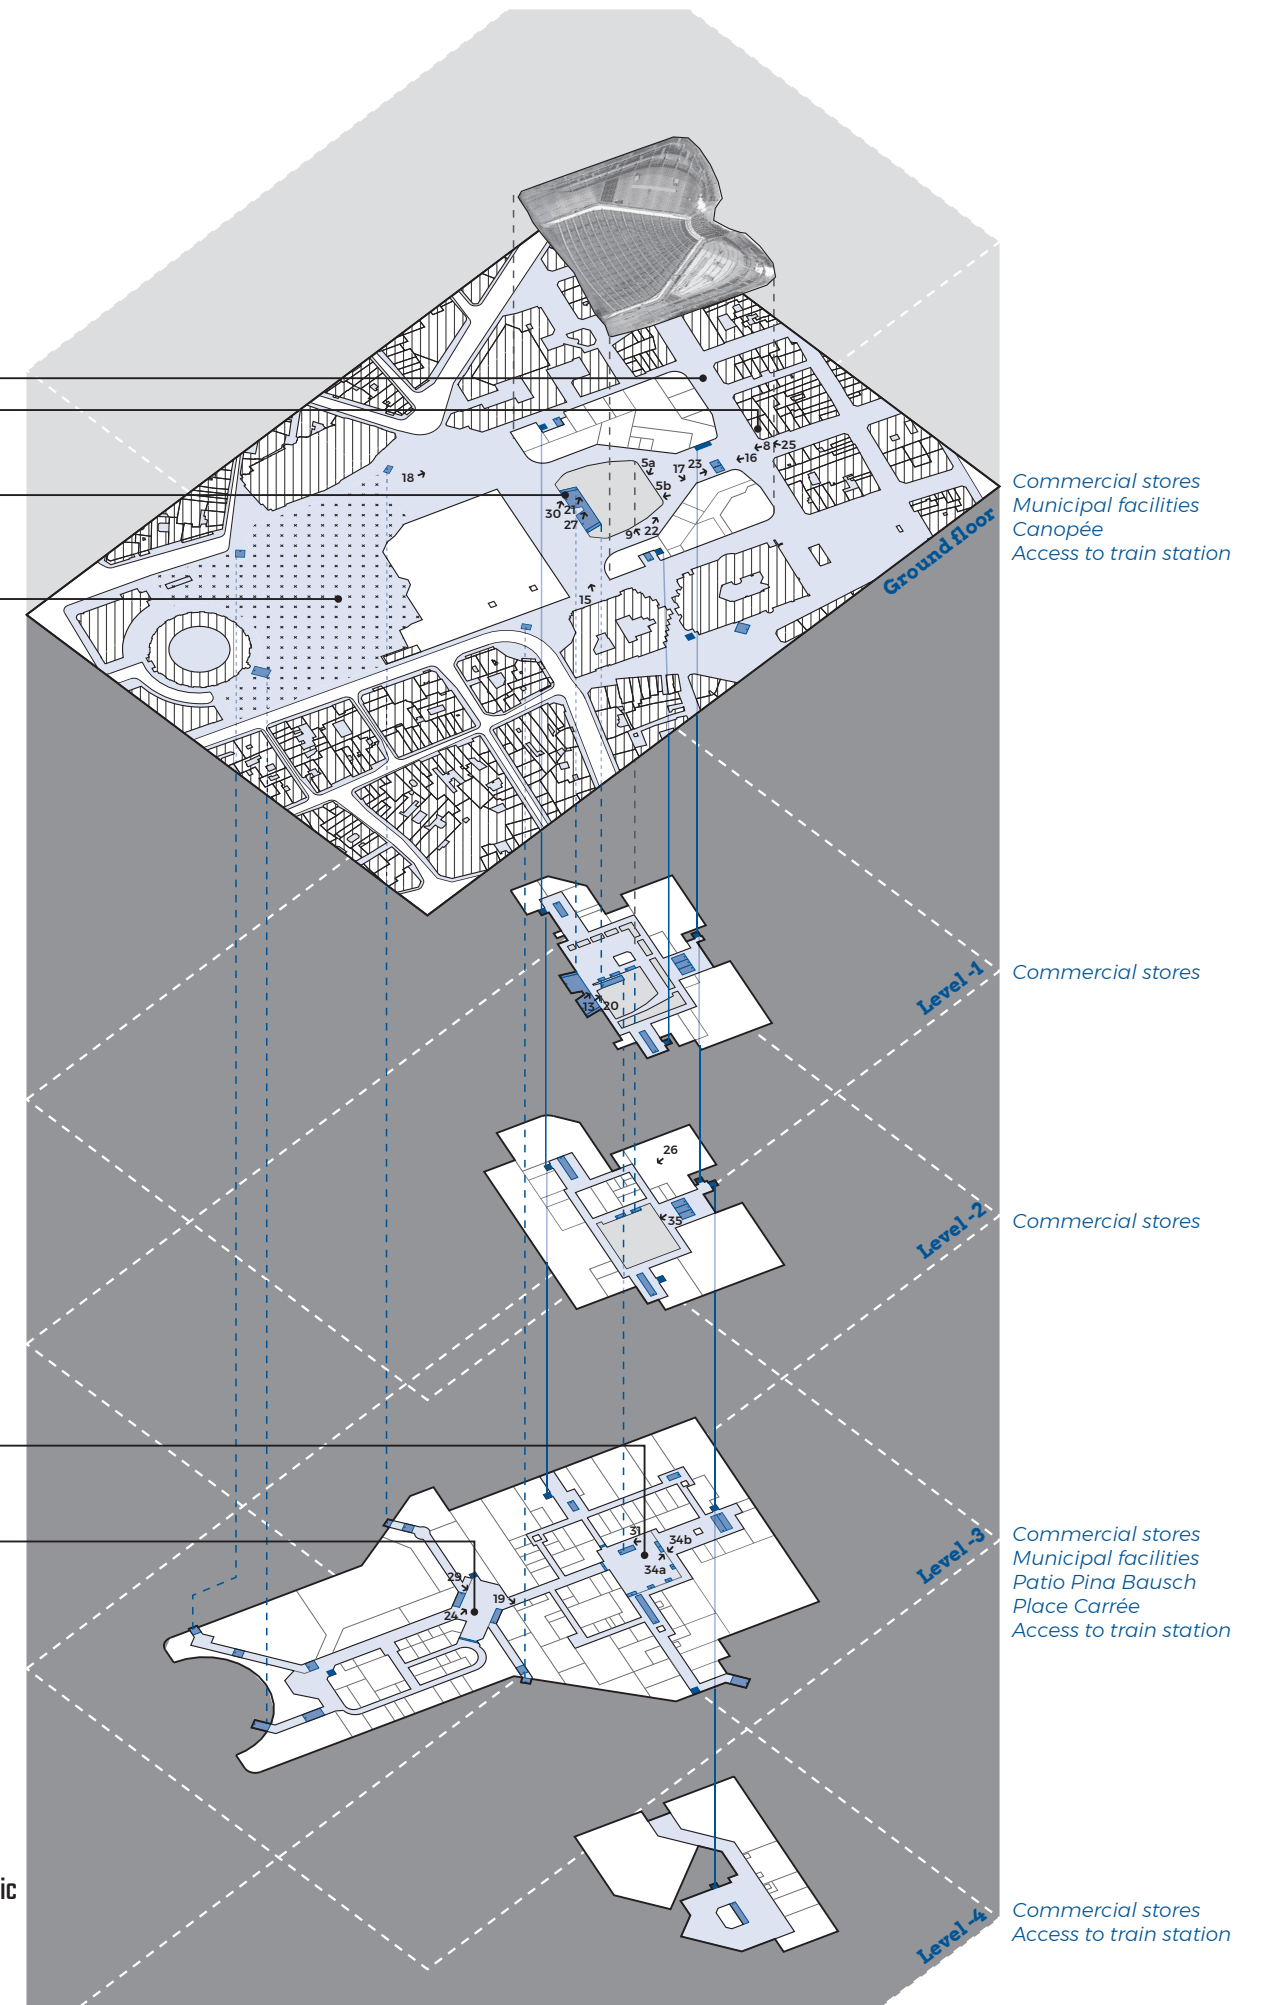 8
25
16
18
5a
17
23
5b
30
21
27
9
22
15
Commercial stores
Municipal facilities
Canopée
Access to train station
Ground floor
13
20
Level -1
Commercial stores
26
35
Level -2
Commercial stores
31
34b
34a
29
19
24
Level -3
Commercial stores
Municipal facilities
Patio Pina Bausch
Place Carrée
Access to train station
ic
Level -4
Commercial stores
Access to train station